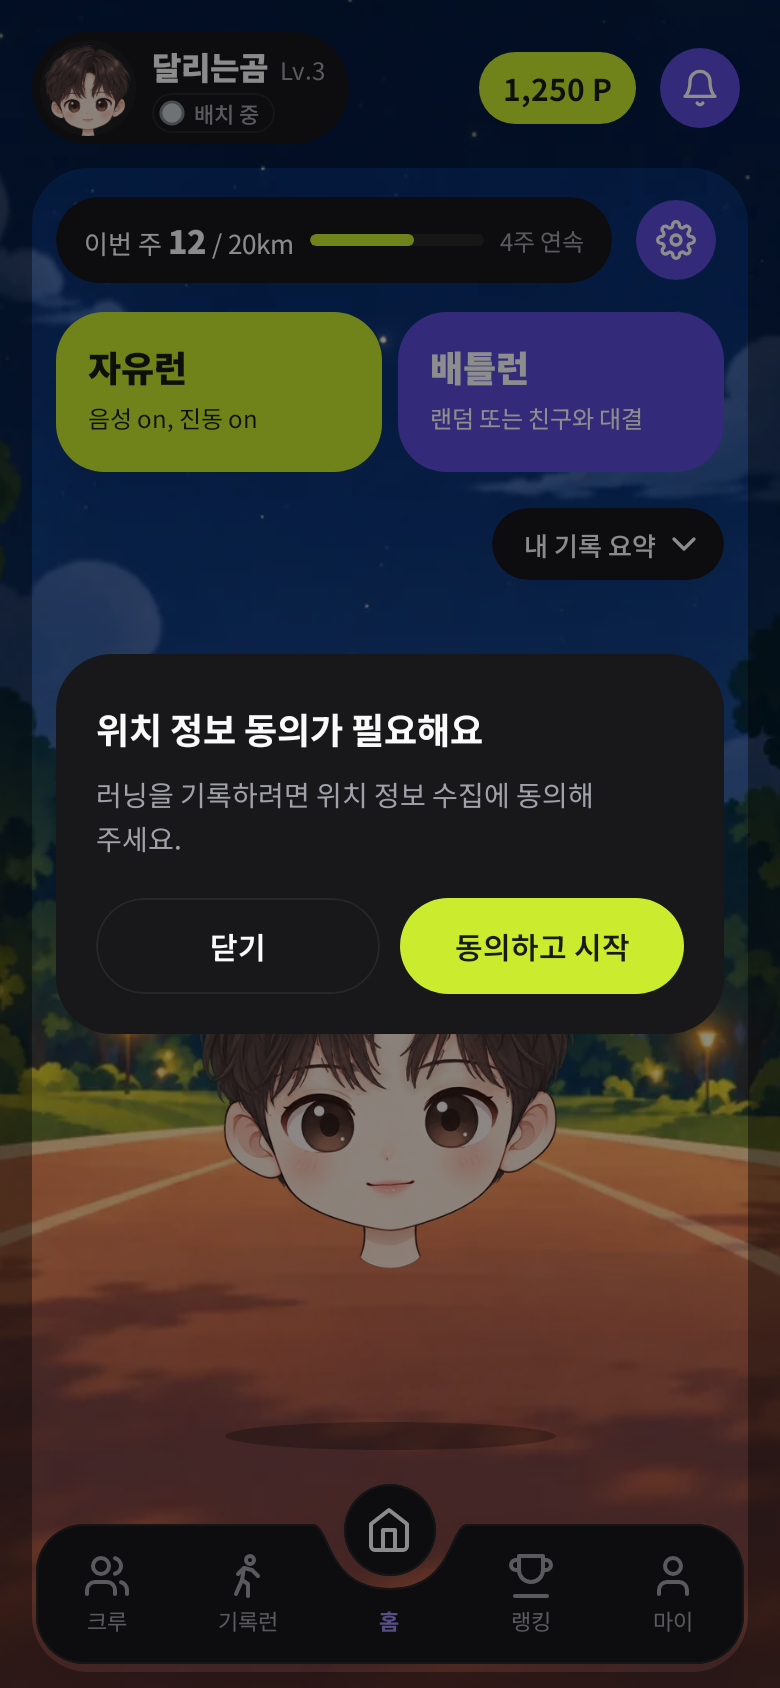 달리는곰 Lv.3
배치 중
1,250 P
이번 주 12 / 20km
4주 연속
자유런
음성 on, 진동 on
배틀런
랜덤 또는 친구와 대결
내 기록 요약
위치 정보 동의가 필요해요
러닝을 기록하려면 위치 정보 수집에 동의해
주세요.
닫기
동의하고 시작
크루
기록런
홈
랭킹
마이